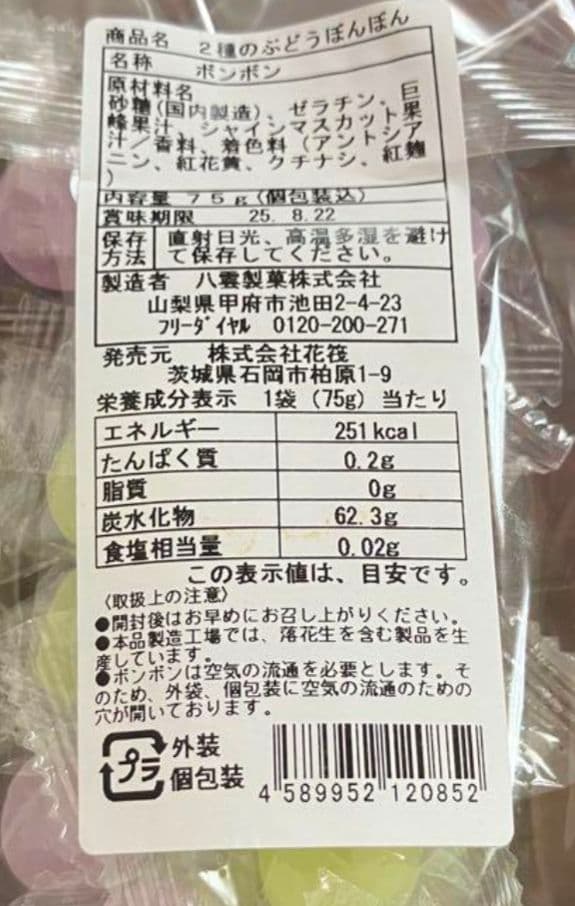 商品名 2種のぶどうぼんぼん
名称 ボンボン
原材料名
砂糖(国内製造)、ゼラチン、巨
峰果汁、シャインマスカット果
汁/香料、着色料(アントシア
ニン、紅花黄、クチナシ、紅麹
)
内容量 75g(個包装込)
賞味期限 25. 8.22
保存方法 直射日光、高温多湿を避け
て保存してください。
製造者 八雲製菓株式会社
山梨県甲府市池田2-4-23
フリーダイヤル 0120-200-271
発売元 株式会社花筏
茨城県石岡市柏原1-9
栄養成分表示 1袋(75g)当たり
エネルギー 251kcal
たんぱく質 0.2g
脂質 0g
炭水化物 62.3g
食塩相当量 0.02g
この表示値は、目安です。
〈取扱上の注意〉
●開封後はお早めにお召し上がりください。
●本品製造工場では、落花生を含む製品を生
産しています。
●ボンボンは空気の流通を必要とします。そ
のため、外袋、個包装に空気の流通のための
穴が開いております。
プラ 外装
個包装
4 589952 120852